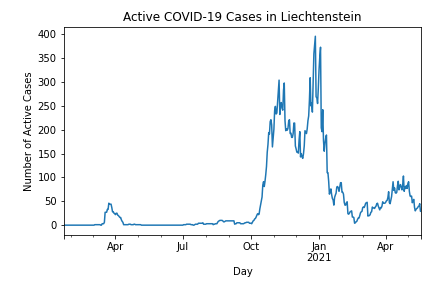 Active COVID-19 Cases in Liechtenstein
Number of Active Cases
400
350
300
250
200
150
100
50
0
Apr Jul Oct Jan Apr
2021
Day